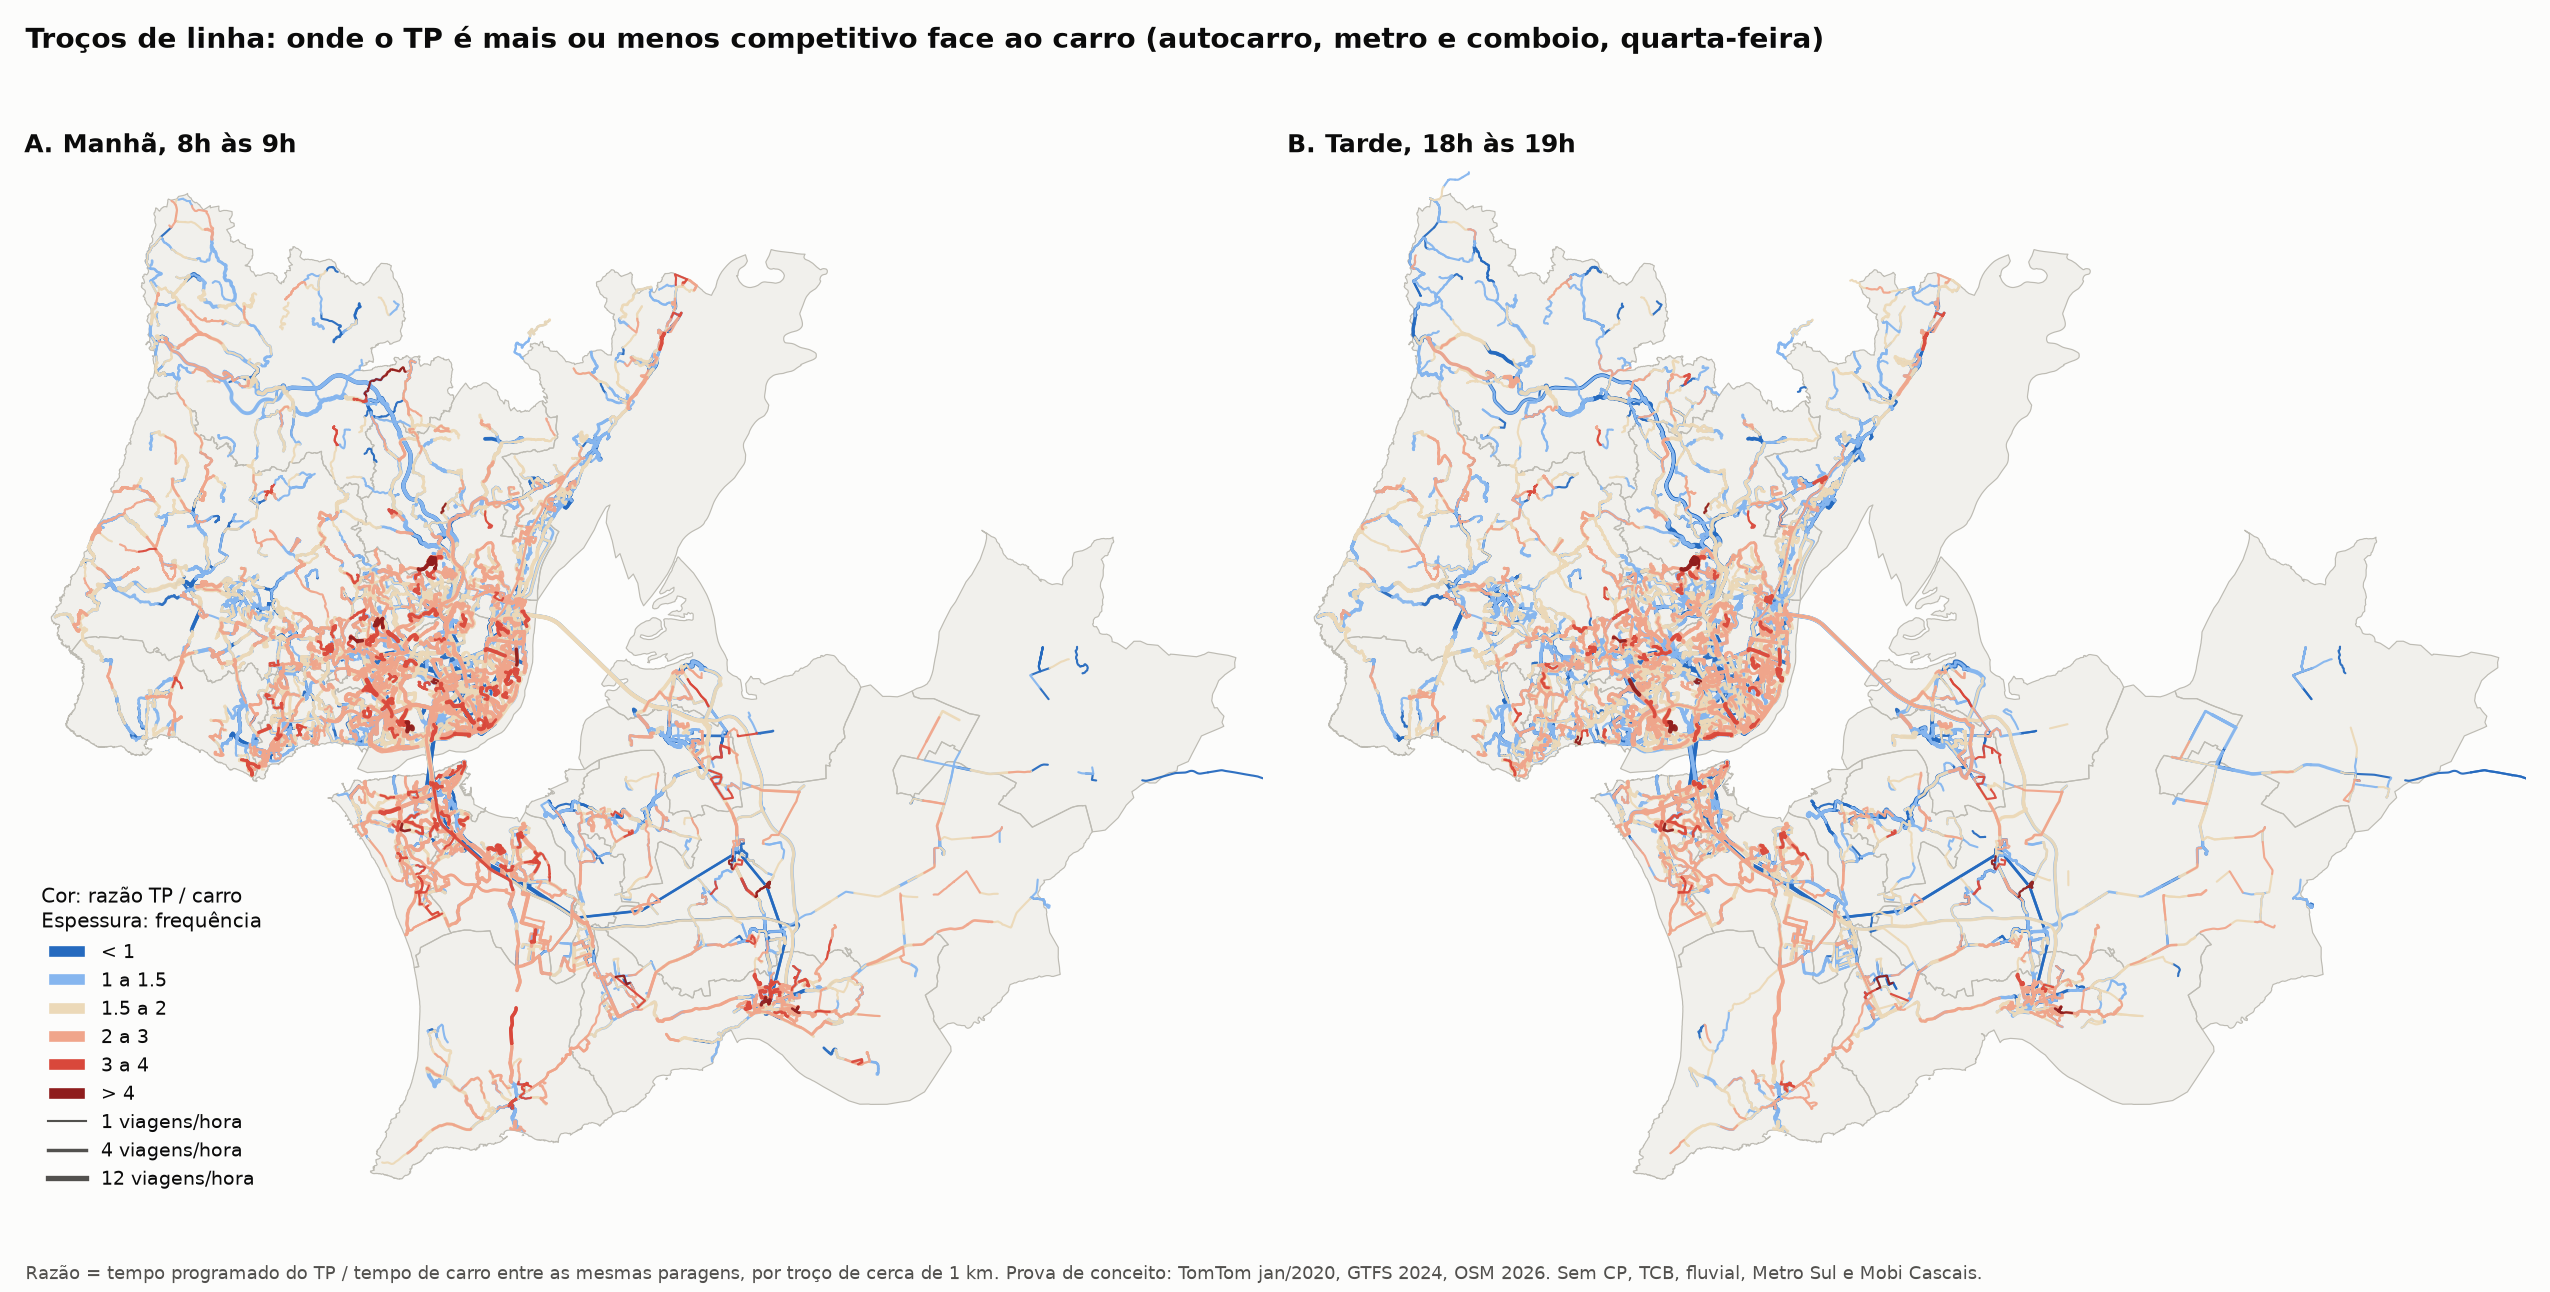 Troços de linha: onde o TP é mais ou menos competitivo face ao carro (autocarro, metro e comboio, quarta-feira)
A. Manhã, 8h às 9h
B. Tarde, 18h às 19h
Cor: razão TP / carro
Espessura: frequência
< 1
1 a 1.5
1.5 a 2
2 a 3
3 a 4
> 4
1 viagens/hora
4 viagens/hora
12 viagens/hora
Razão = tempo programado do TP / tempo de carro entre as mesmas paragens, por troço de cerca de 1 km. Prova de conceito: TomTom jan/2020, GTFS 2024, OSM 2026. Sem CP, TCB, fluvial, Metro Sul e Mobi Cascais.